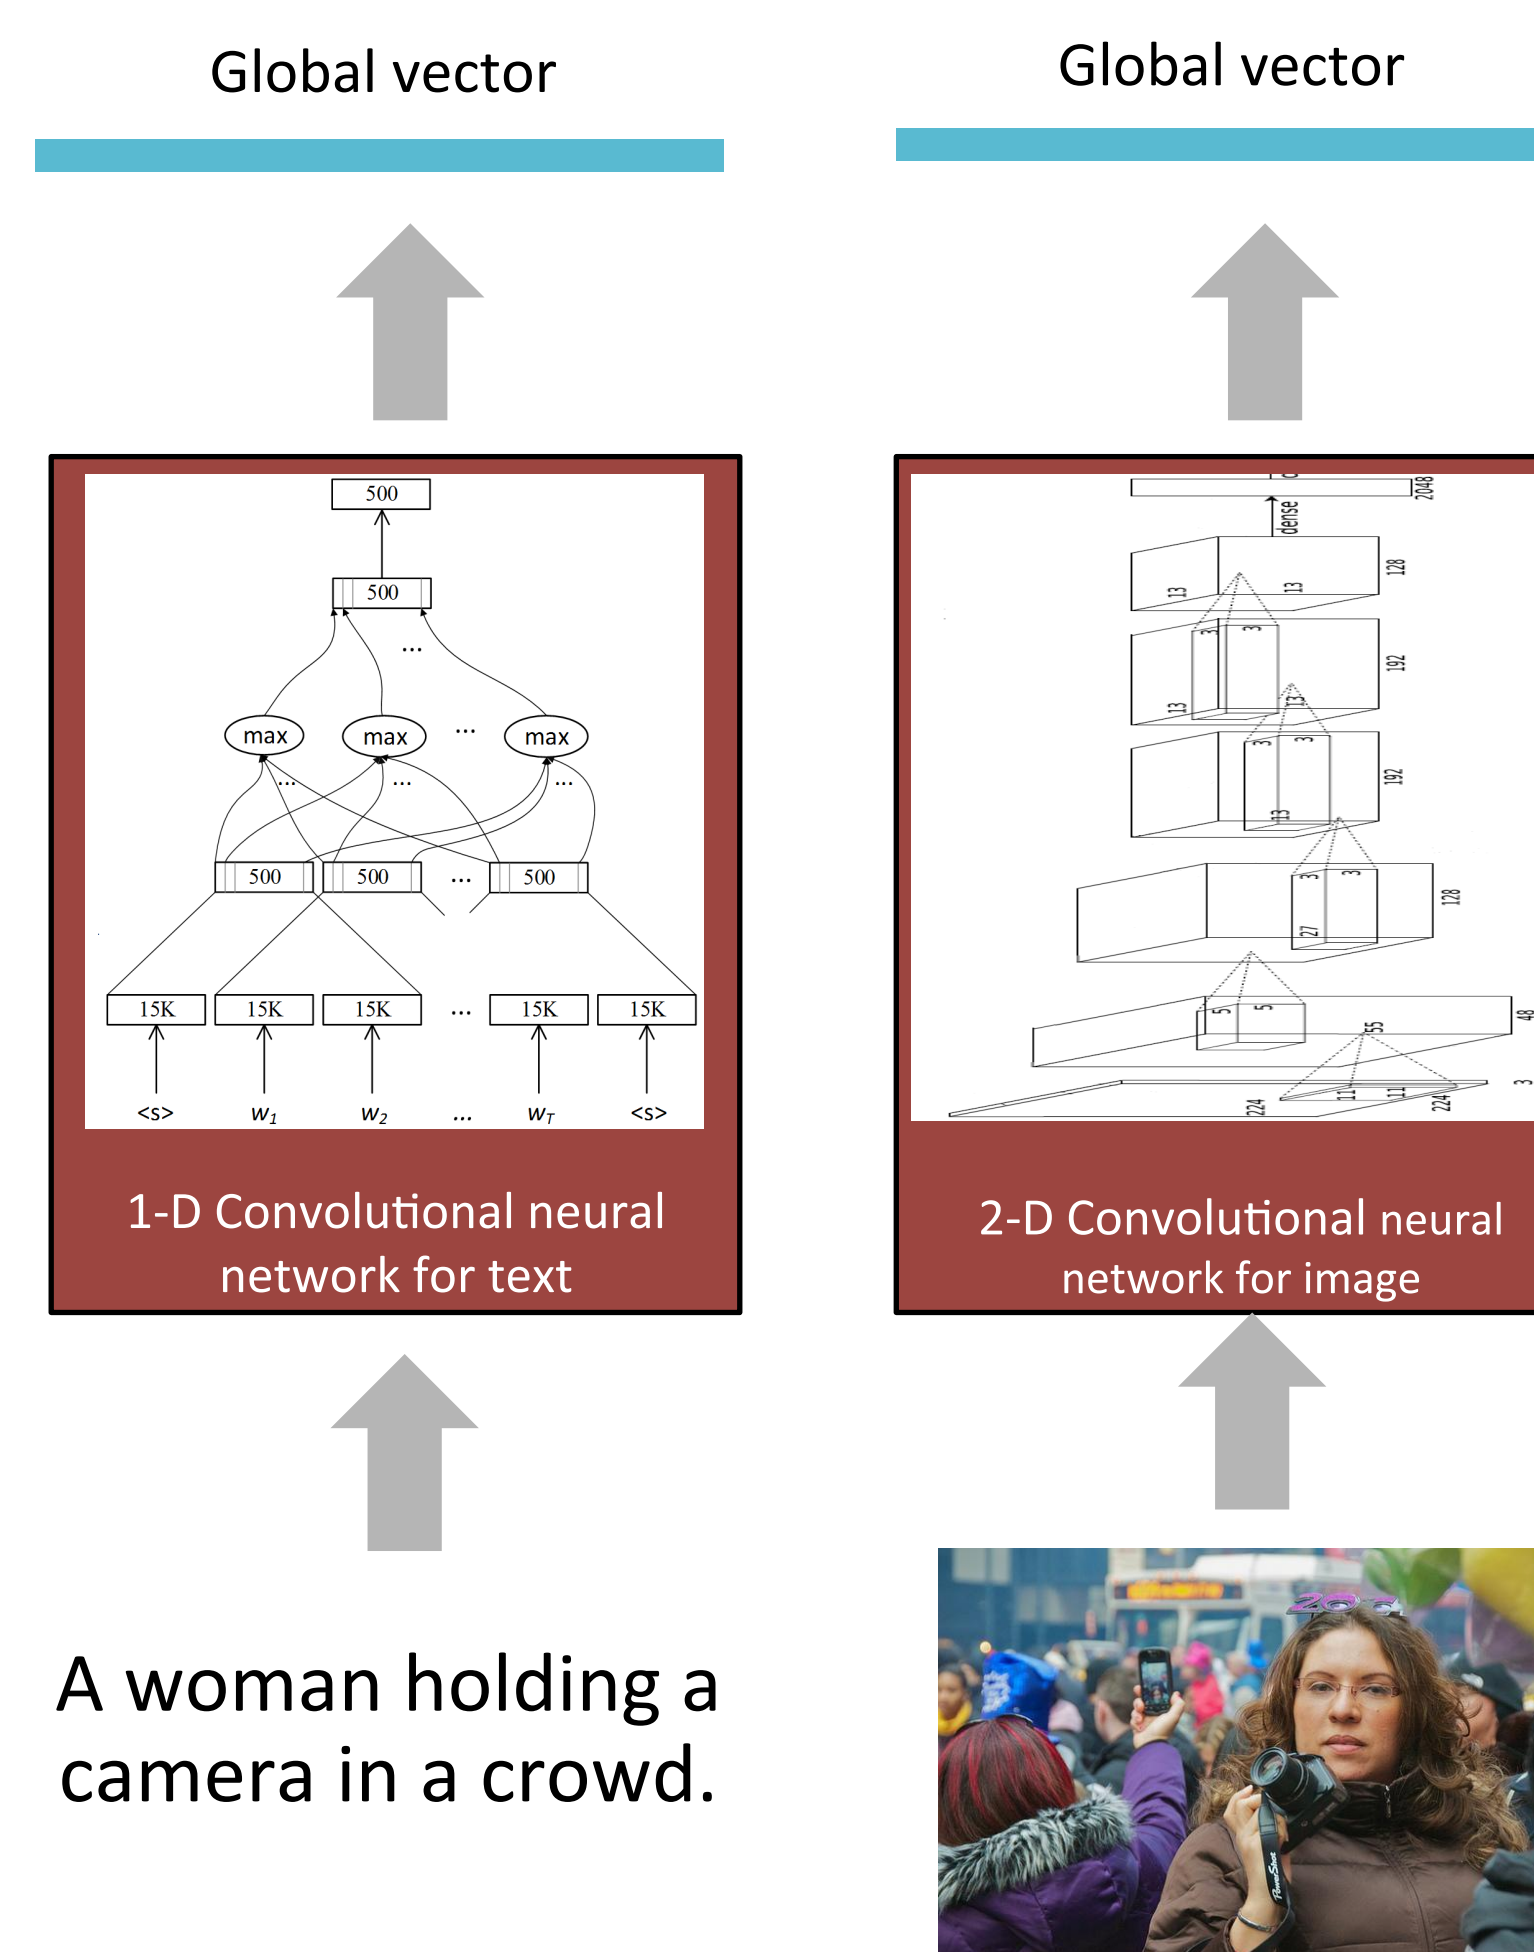 Global vector
Global vector
500
500
...
max
max
...
max
...
...
...
500
500
...
500
15K
15K
15K
...
15K
15K
<s>
w1
w2
...
wT
<s>
1-D Convolutional neural
network for text
2048
dense
128
13
13
3
3
192
13
13
3
3
192
13
3
3
128
27
5
5
48
55
3
11
11
224
224
2-D Convolutional neural
network for image
A woman holding a
camera in a crowd.
PowerShot